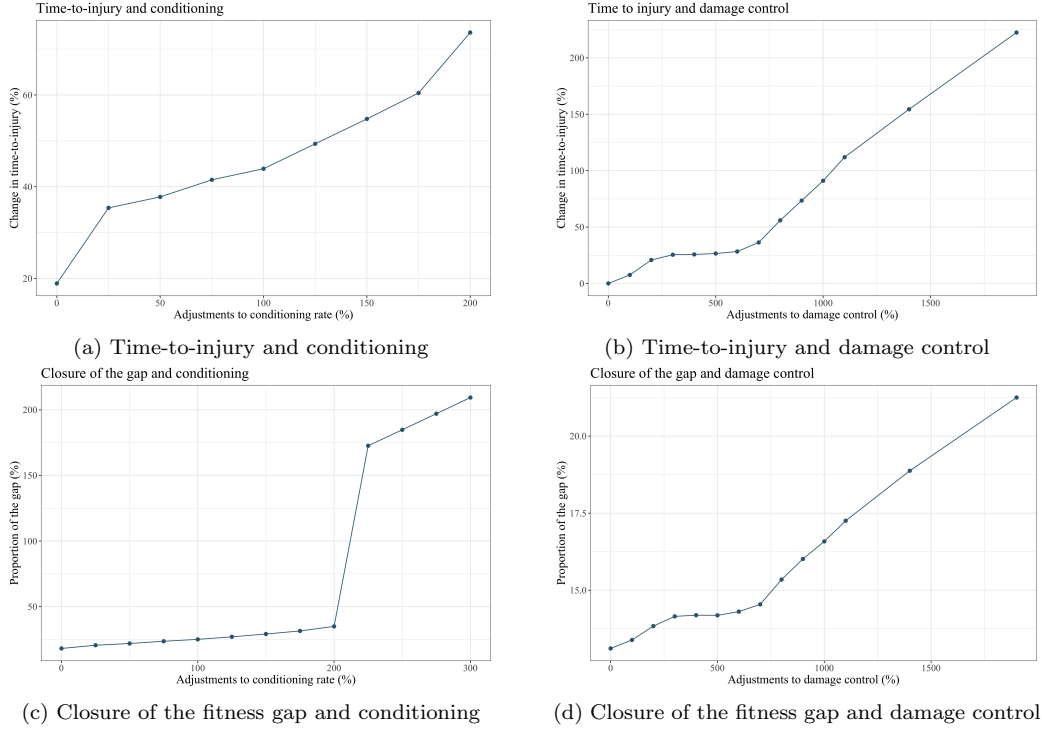 Time-to-injury and conditioning
Change in time-to-injury (%)
60
40
20
0 50 100 150 200
Adjustments to conditioning rate (%)
(a) Time-to-injury and conditioning
Time to injury and damage control
Change in time-to-injury (%)
200
150
100
50
0
0 500 1000 1500
Adjustments to damage control (%)
(b) Time-to-injury and damage control
Closure of the gap and conditioning
Proportion of the gap (%)
200
150
100
50
0 100 200 300
Adjustments to conditioning rate (%)
(c) Closure of the fitness gap and conditioning
Closure of the gap and damage control
Proportion of the gap (%)
20.0
17.5
15.0
0 500 1000 1500
Adjustments to damage control (%)
(d) Closure of the fitness gap and damage control